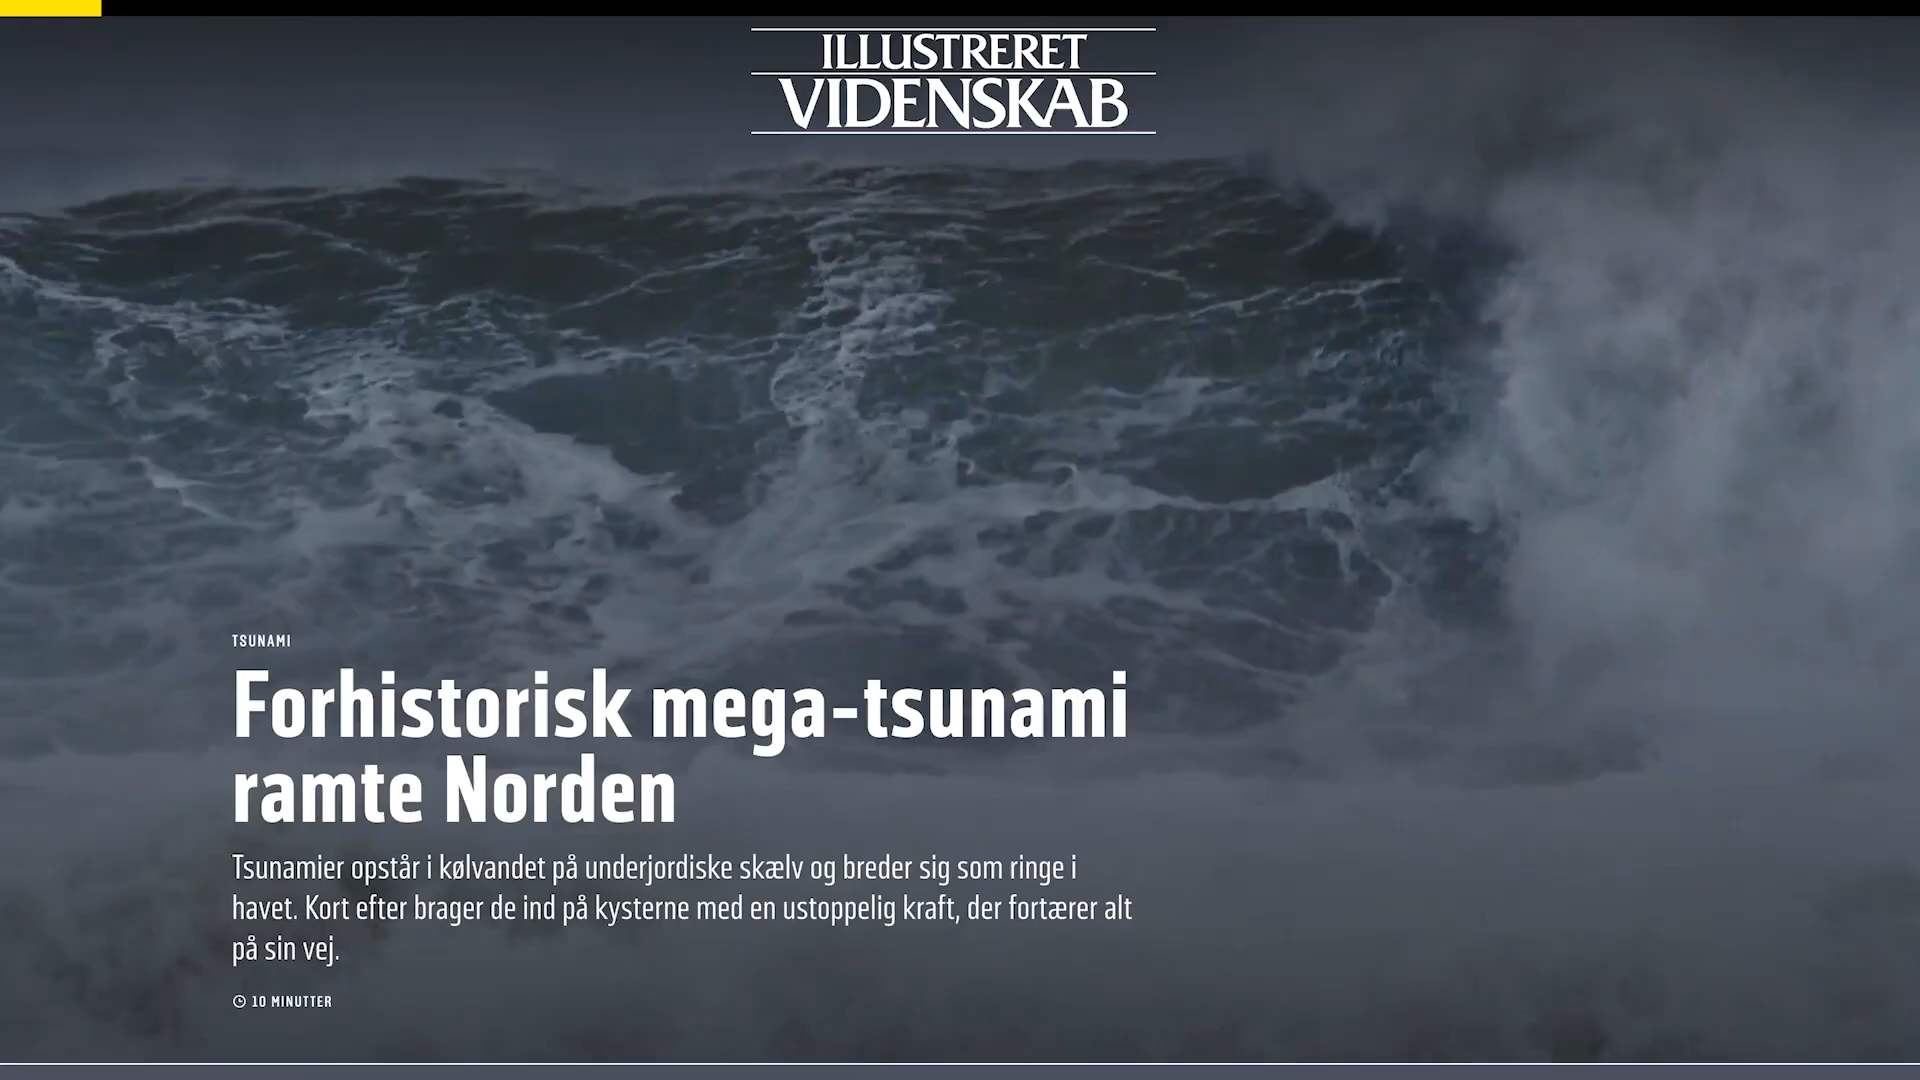 ILLUSTRERET
VIDENSKAB
TSUNAMI
Forhistorisk mega-tsunami
ramte Norden
Tsunamier opstår i kølvandet på underjordiske skælv og breder sig som ringe i
havet. Kort efter brager de ind på kysterne med en ustoppelig kraft, der fortærer alt
på sin vej.
10 MINUTTER